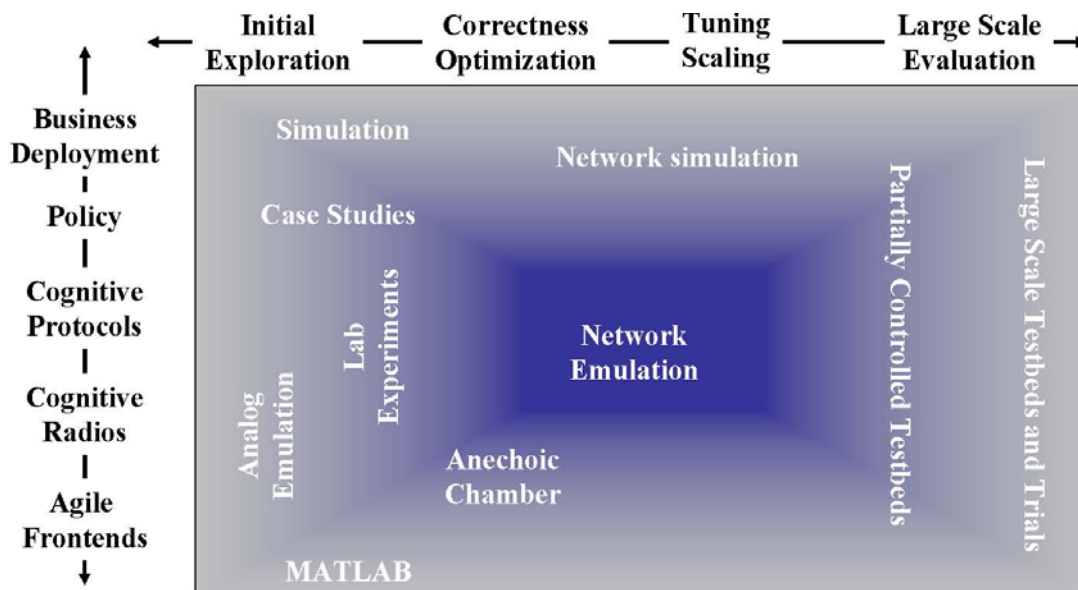 Initial
Exploration
Correctness
Optimization
Tuning
Scaling
Large Scale
Evaluation
Business
Deployment
Policy
Cognitive
Protocols
Cognitive
Radios
Agile
Frontends
Simulation
Network simulation
Case Studies
Lab
Experiments
Network
Emulation
Analog
Emulation
Anechoic
Chamber
MATLAB
Partially Controlled Testbeds
Large Scale Testbeds and Trials